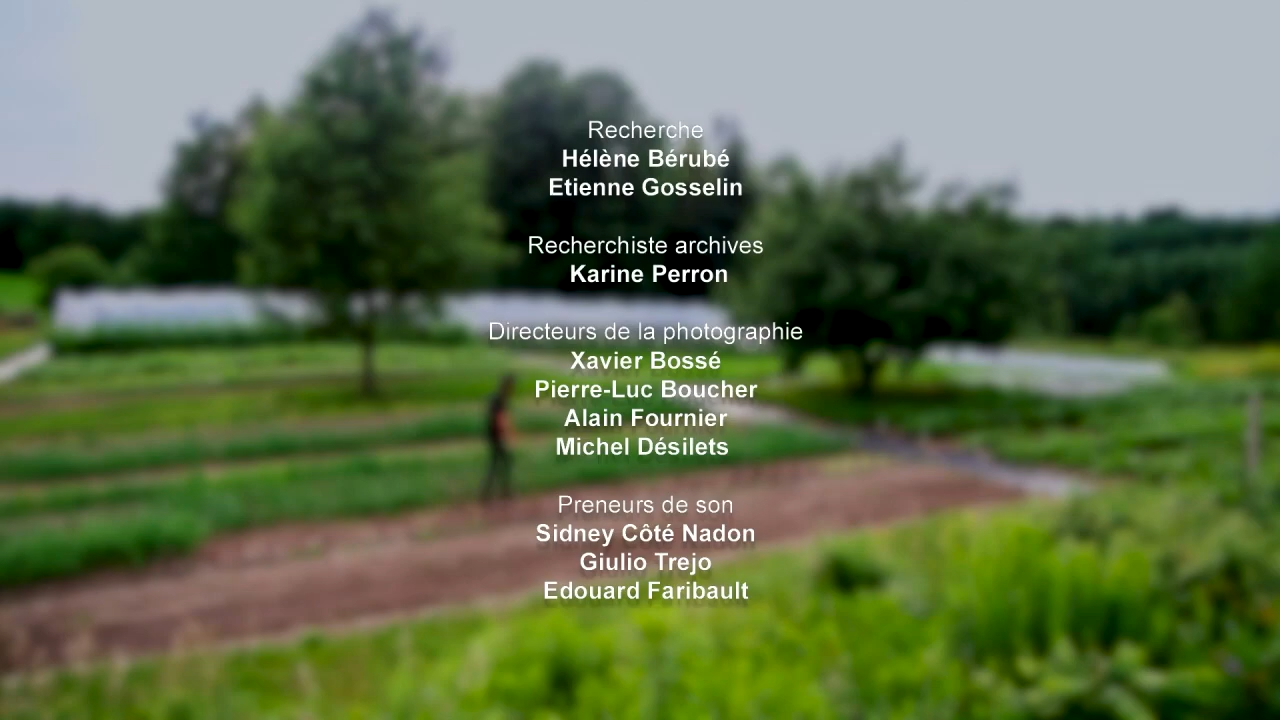 Recherche
Hélène Bérubé
Etienne Gosselin
Recherchiste archives
Karine Perron
Directeurs de la photographie
Xavier Bossé
Pierre-Luc Boucher
Alain Fournier
Michel Désilets
Preneurs de son
Sidney Côté Nadon
Giulio Trejo
Edouard Faribault